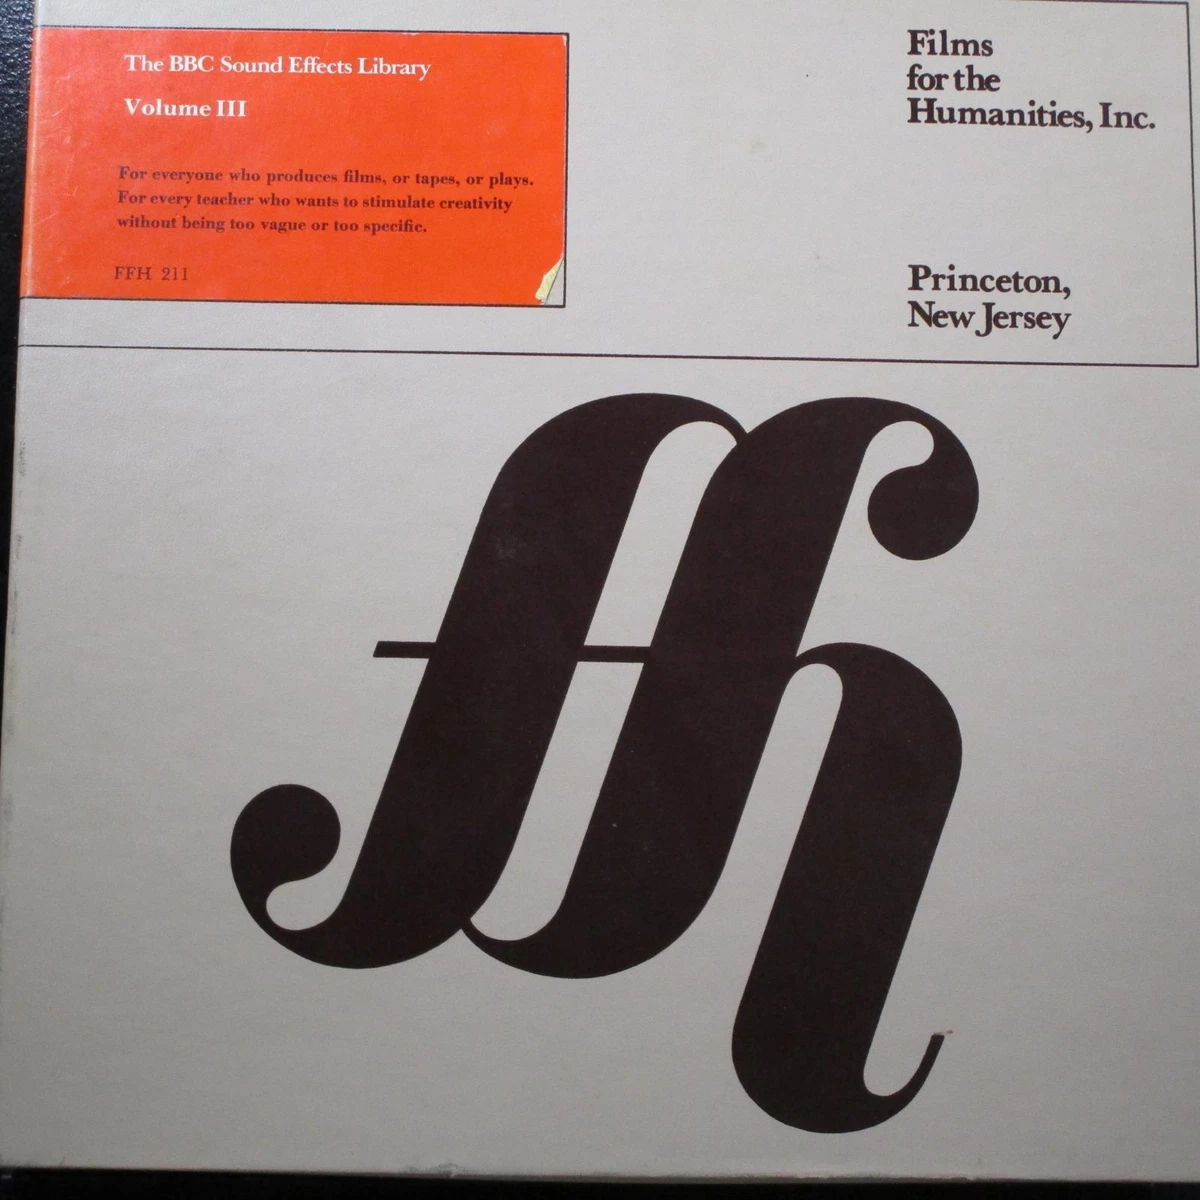 The BBC Sound Effects Library
Volume III
For everyone who produces films, or tapes, or plays.
For every teacher who wants to stimulate creativity
without being too vague or too specific.
FFH 211
Films
for the
Humanities, Inc.
Princeton,
New Jersey
ffh